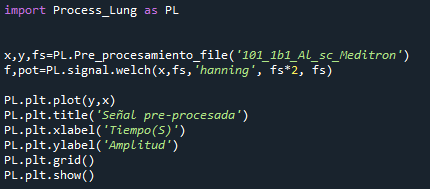 import Process_Lung as PL
x,y,fs=PL.Pre_procesamiento_file('101_1b1_Al_sc_Meditron')
f,pot=PL.signal.welch(x,fs,'hanning', fs*2, fs)
PL.plt.plot(y,x)
PL.plt.title('Señal pre-procesada')
PL.plt.xlabel('Tiempo(S)')
PL.plt.ylabel('Amplitud')
PL.plt.grid()
PL.plt.show()